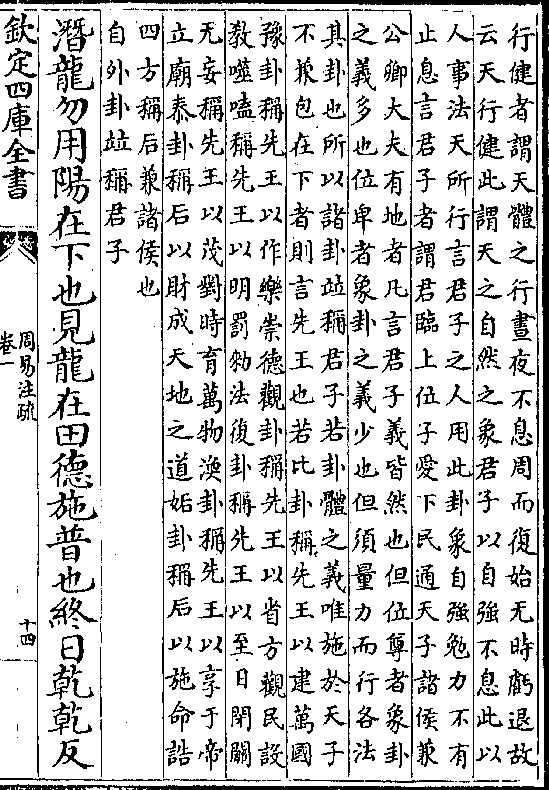 行健者謂天體之行晝夜不息周而復始无時虧退故
云天行健此謂天之自然之象君子以自強不息此以
人事法天所行言君子之人用此卦象自強勉力不有
止息言君子者謂君臨上位子愛下民通天子諸侯兼
公卿大夫有地者凡言君子義皆然也但位尊者象卦
之義多也位卑者象卦之義少也但須量力而行各法
其卦也所以諸卦竝稱君子若卦體之義唯施於天子
不兼包在下者則言先王也若比卦稱先王以建萬國
豫卦稱先王以作樂崇德觀卦稱先王以省方觀民設
敎噬嗑稱先王以明罰勑法復卦稱先王以至日閉關
无妄稱先王以茂對時育萬物渙卦稱先王以享于帝
立廟泰卦稱后以財成天地之道姤卦稱后以施命誥
四方稱后兼諸侯也
自外卦竝稱君子
潛龍勿用陽在下也見龍在田德施普也終日乾乾反
欽定四庫全書
周易注疏
卷一
十四